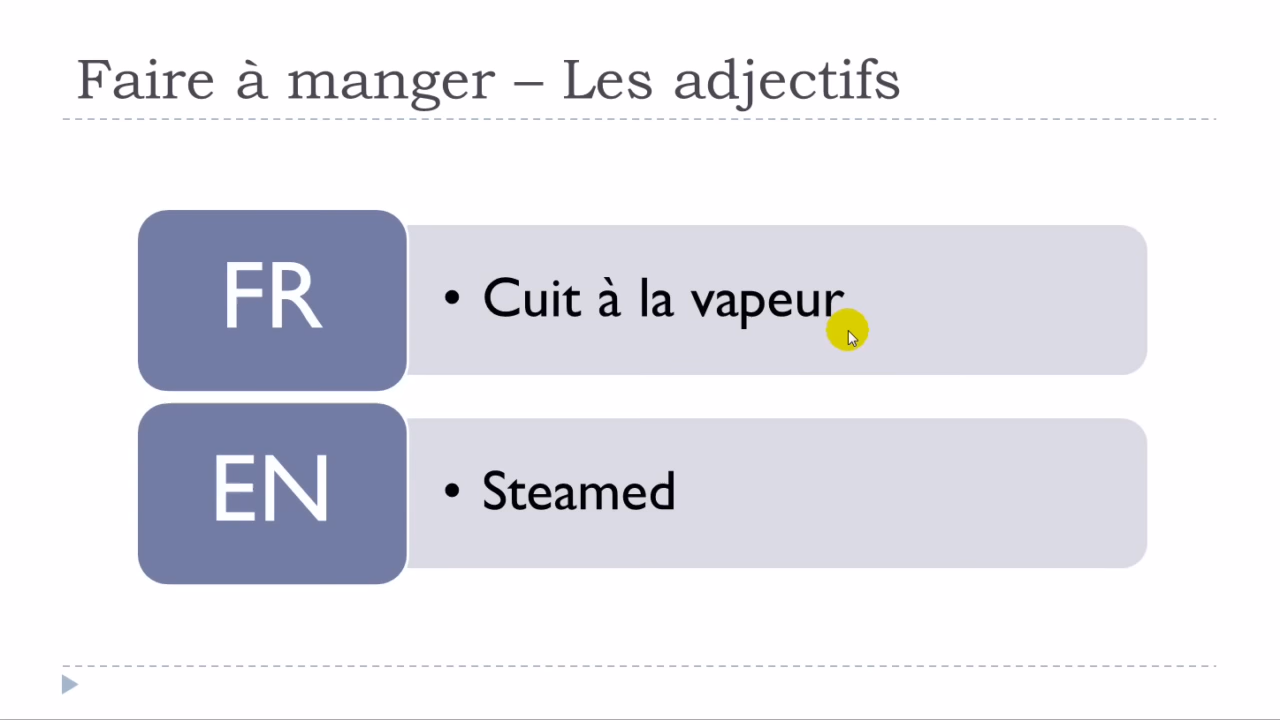 Faire à manger – Les adjectifs
FR
• Cuit à la vapeur
EN
• Steamed